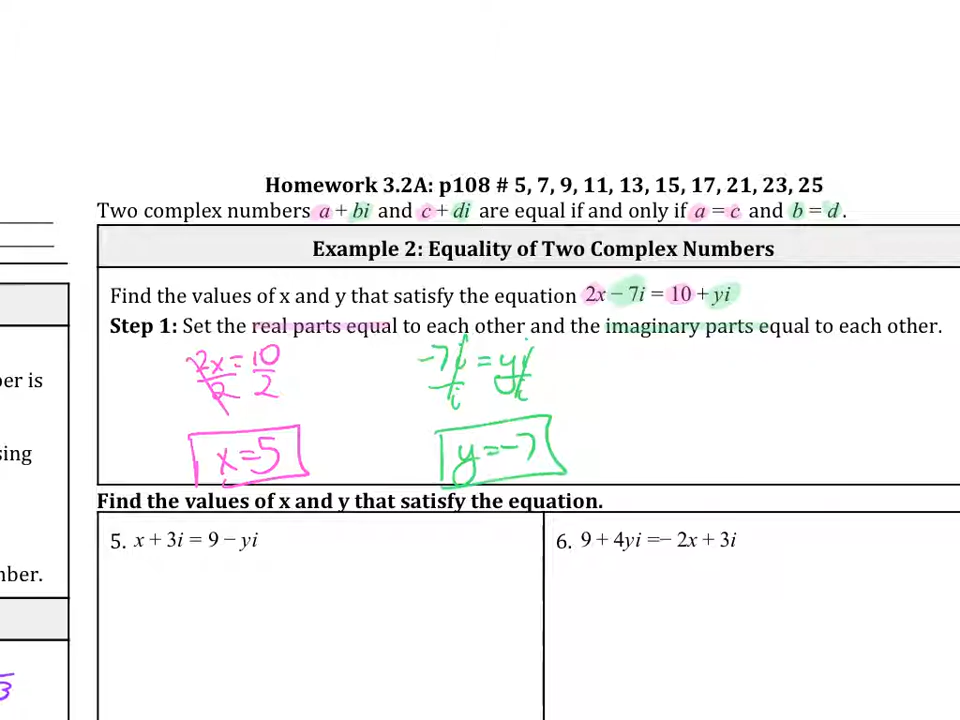 Homework 3.2A: p108 # 5, 7, 9, 11, 13, 15, 17, 21, 23, 25
Two complex numbers a + bi and c + di are equal if and only if a = c and b = d.
Example 2: Equality of Two Complex Numbers
Find the values of x and y that satisfy the equation 2x − 7i = 10 + yi
Step 1: Set the real parts equal to each other and the imaginary parts equal to each other.
2x = 10 -7i = yi
2 2 i i
x = 5 y = -7
Find the values of x and y that satisfy the equation.
5. x + 3i = 9 − yi
6. 9 + 4yi =− 2x + 3i
er is
sing
nber.
3